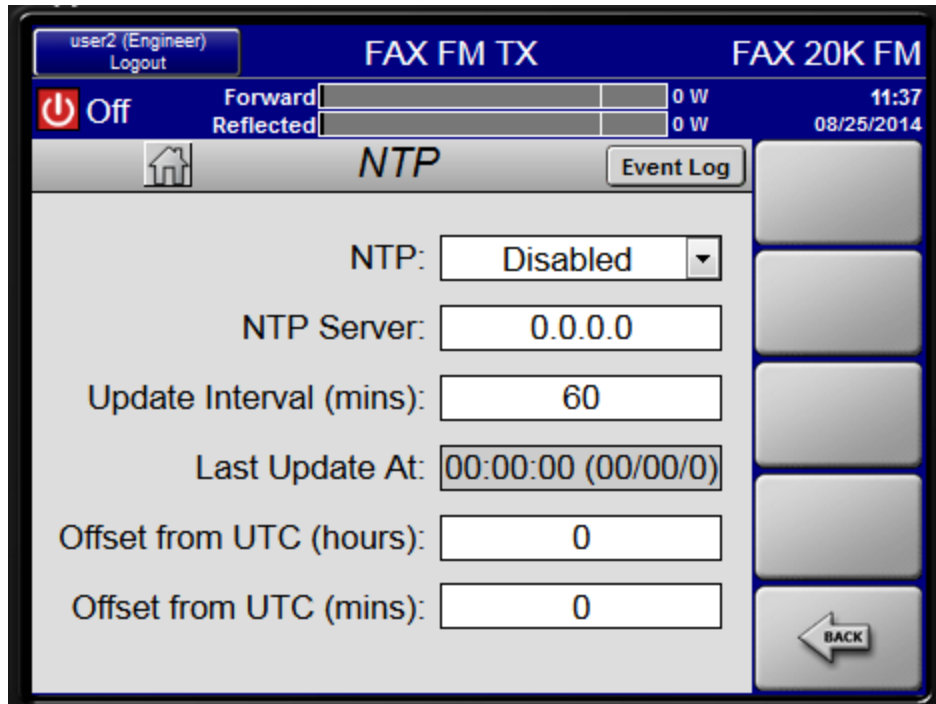 user2 (Engineer)
Logout
FAX FM TX
FAX 20K FM
Off
Forward
0 W
11:37
Reflected
0 W
08/25/2014
NTP
Event Log
NTP:
Disabled
NTP Server:
0.0.0.0
Update Interval (mins):
60
Last Update At:
00:00:00 (00/00/0)
Offset from UTC (hours):
0
Offset from UTC (mins):
0
BACK